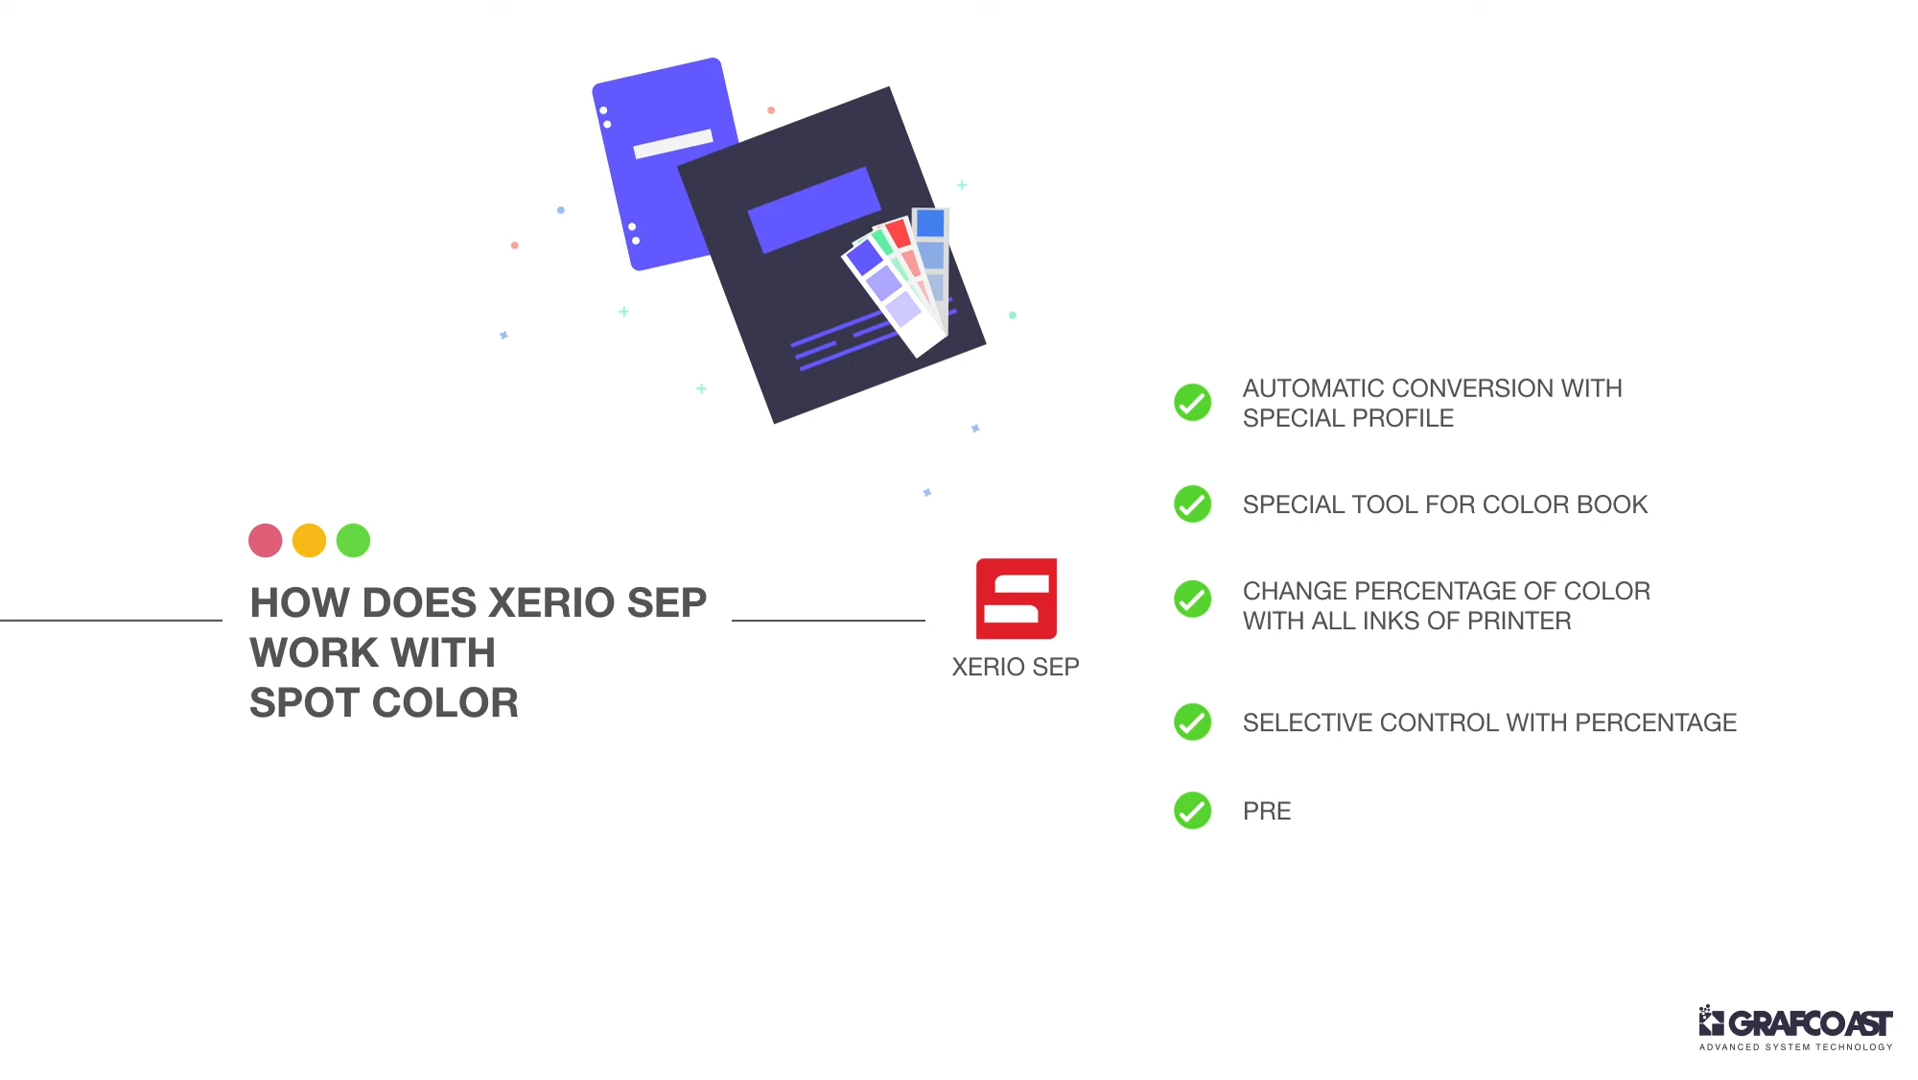 HOW DOES XERIO SEP
WORK WITH
SPOT COLOR
XERIO SEP
AUTOMATIC CONVERSION WITH
SPECIAL PROFILE
SPECIAL TOOL FOR COLOR BOOK
CHANGE PERCENTAGE OF COLOR
WITH ALL INKS OF PRINTER
SELECTIVE CONTROL WITH PERCENTAGE
PRE
GRAFCOAST
ADVANCED SYSTEM TECHNOLOGY